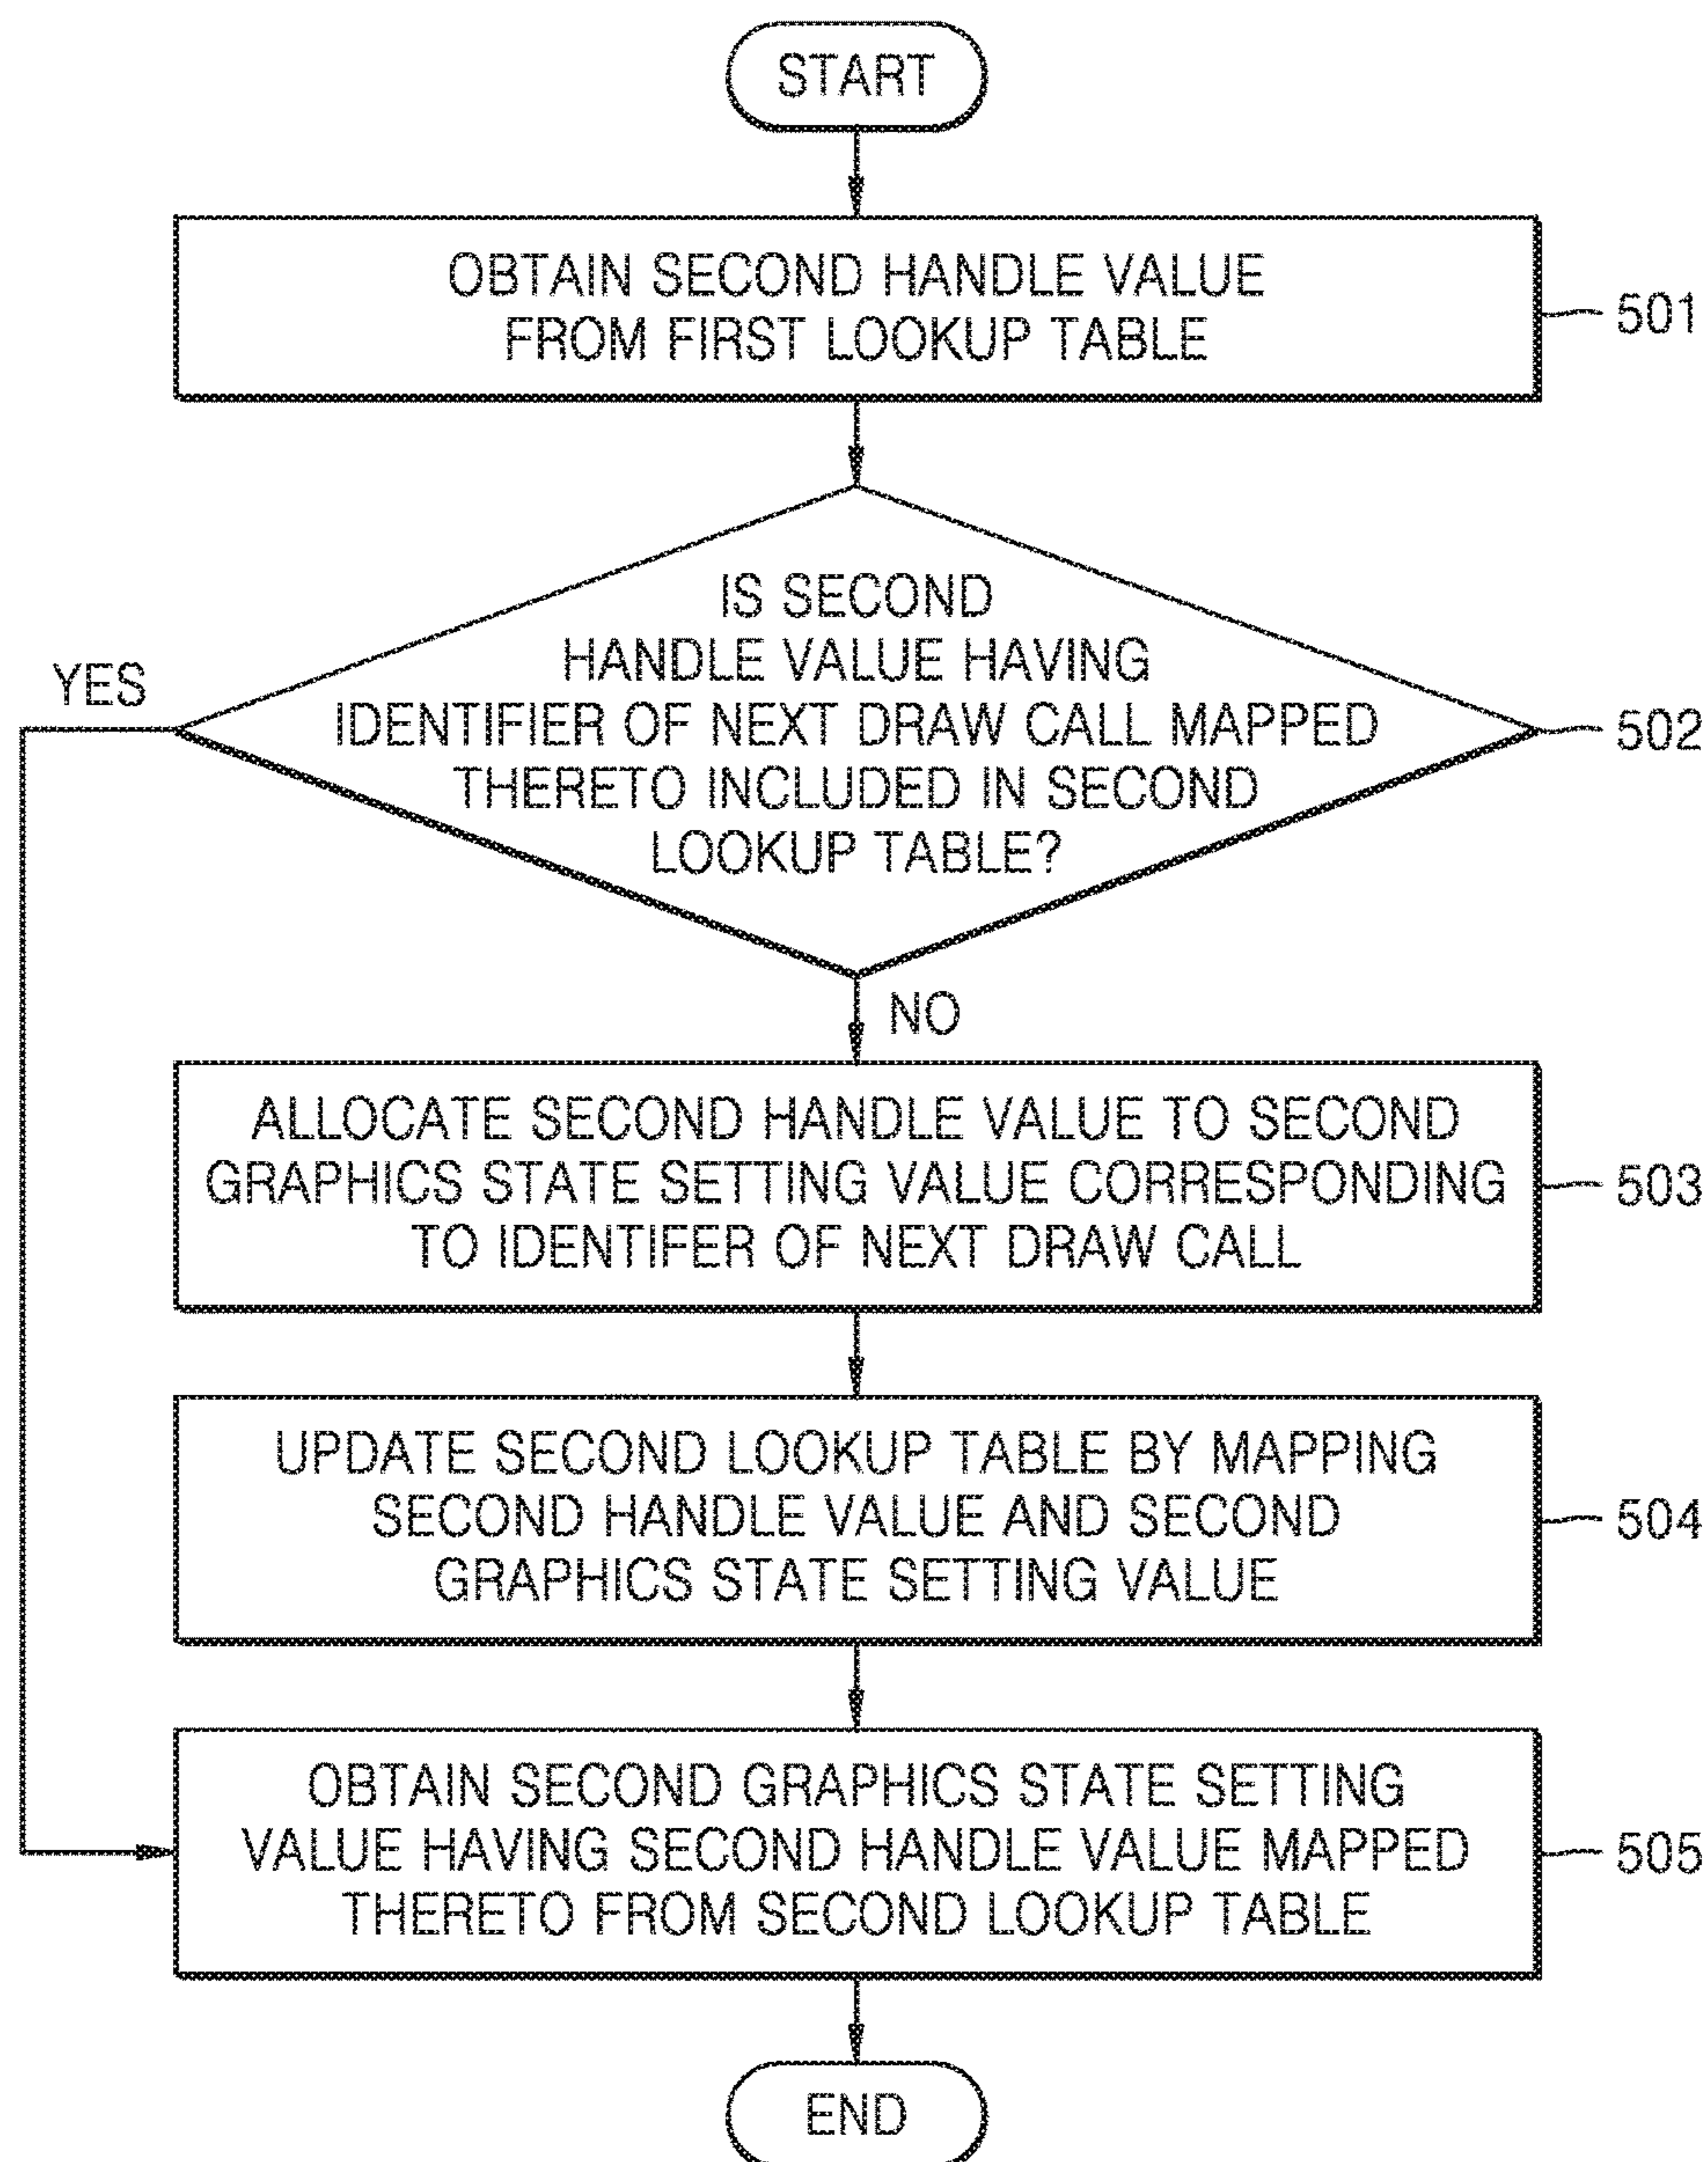 START
OBTAIN SECOND HANDLE VALUE
FROM FIRST LOOKUP TABLE
501
IS SECOND
HANDLE VALUE HAVING
IDENTIFIER OF NEXT DRAW CALL MAPPED
THERETO INCLUDED IN SECOND
LOOKUP TABLE?
502
YES
NO
ALLOCATE SECOND HANDLE VALUE TO SECOND
GRAPHICS STATE SETTING VALUE CORRESPONDING
TO IDENTIFER OF NEXT DRAW CALL
503
UPDATE SECOND LOOKUP TABLE BY MAPPING
SECOND HANDLE VALUE AND SECOND
GRAPHICS STATE SETTING VALUE
504
OBTAIN SECOND GRAPHICS STATE SETTING
VALUE HAVING SECOND HANDLE VALUE MAPPED
THERETO FROM SECOND LOOKUP TABLE
505
END